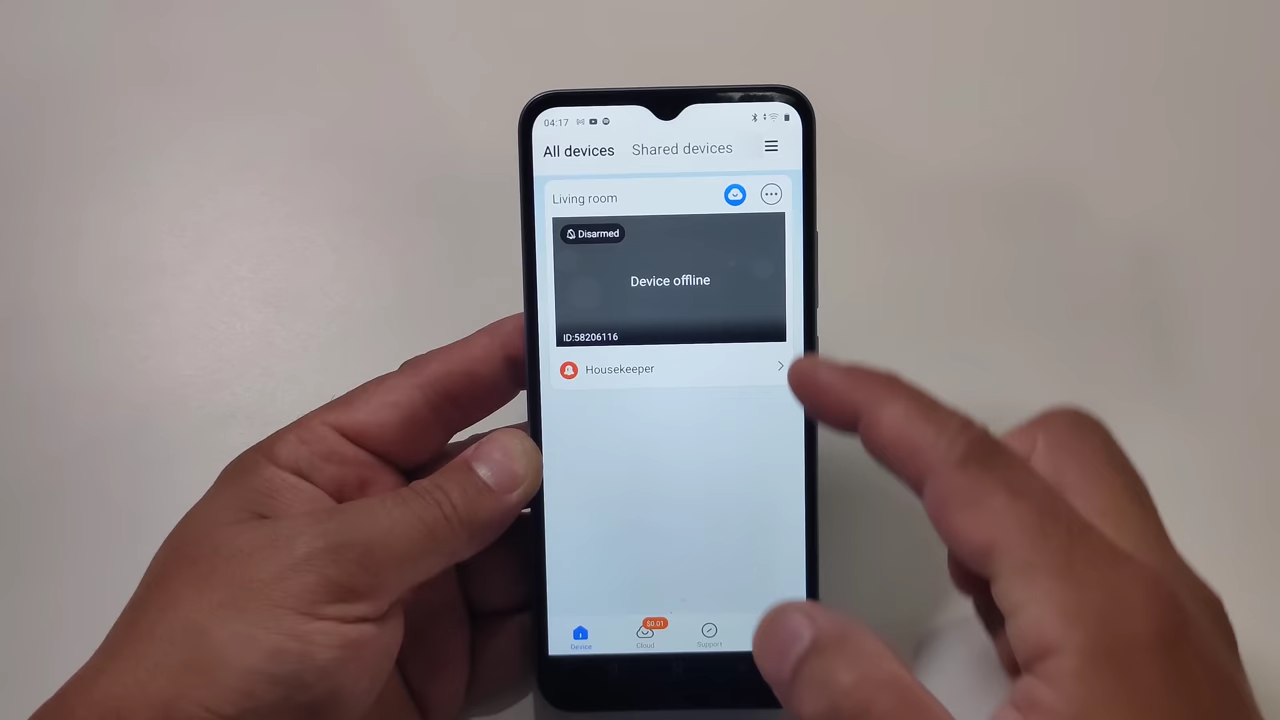 04:17
All devices Shared devices
Living room
Disarmed
Device offline
ID:58206116
Housekeeper
$0.01
Device Cloud Support